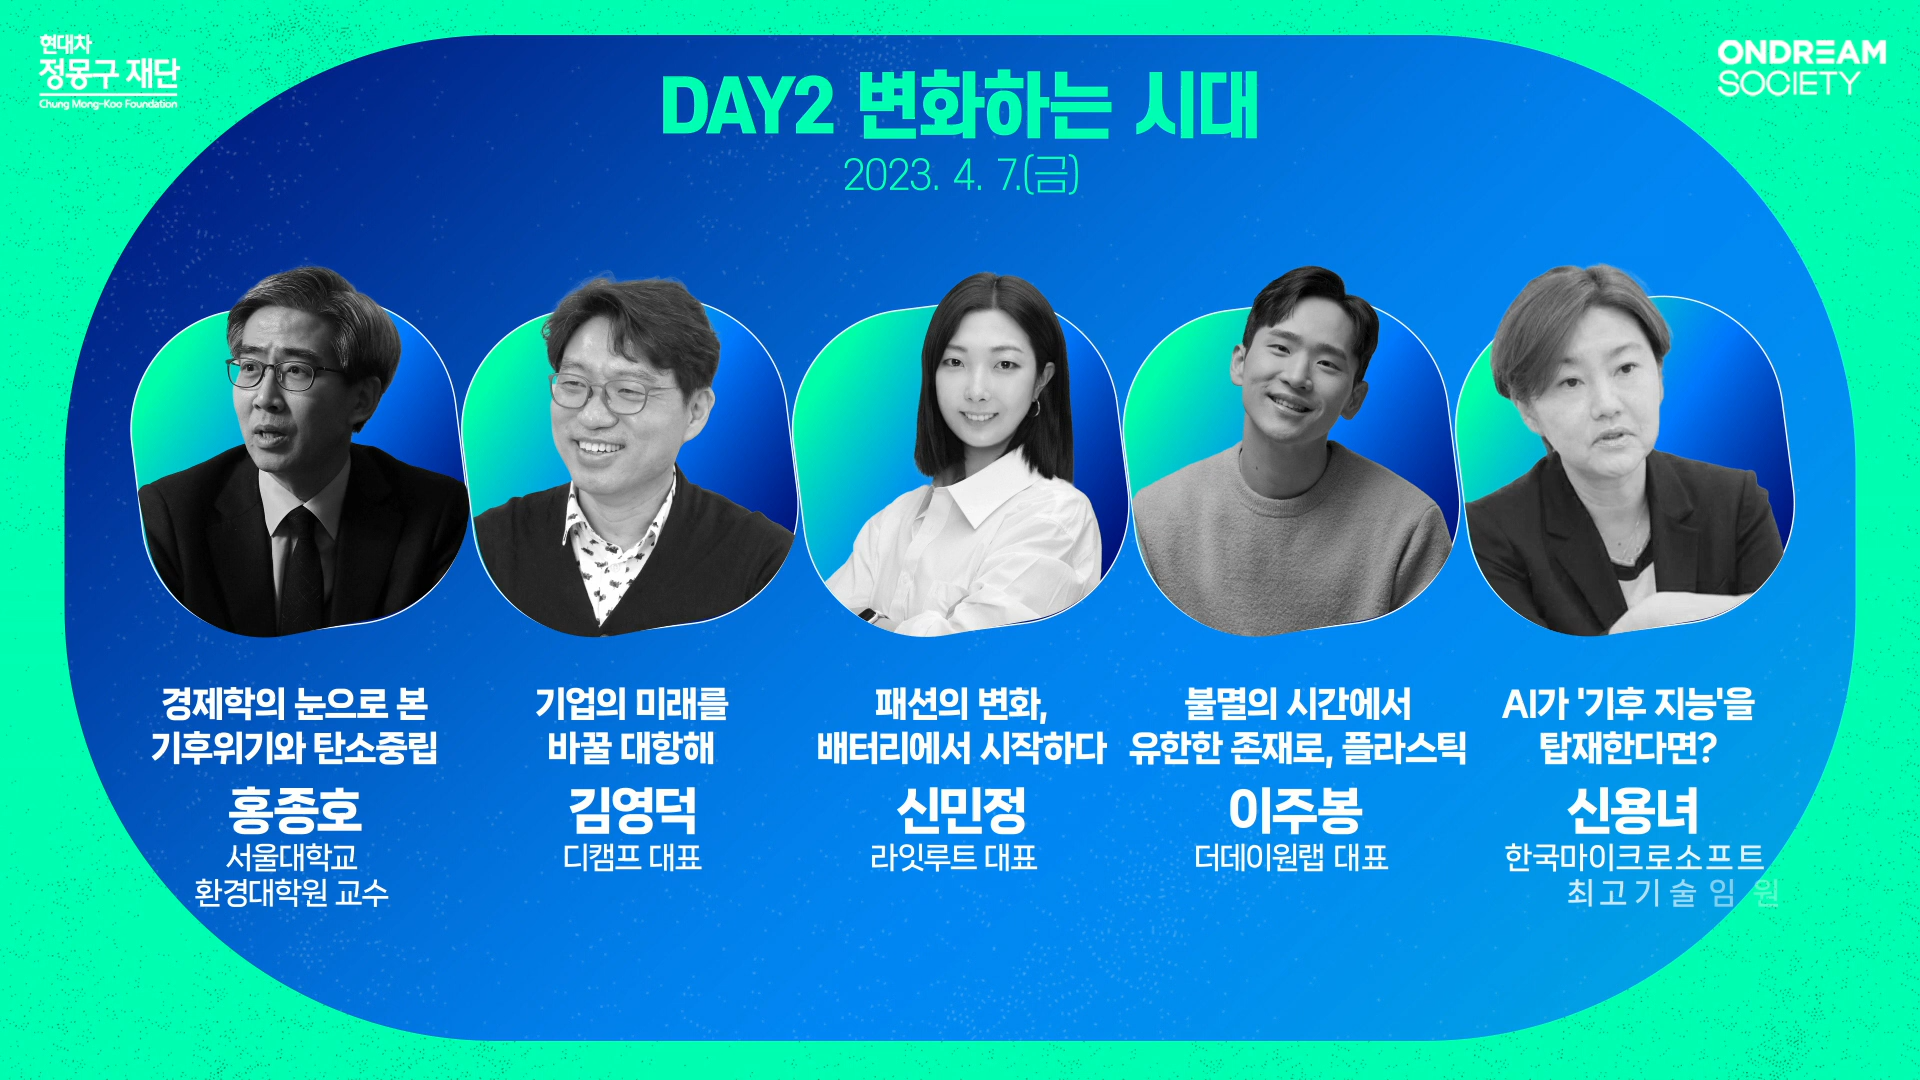 현대차
정몽구 재단
Chung Mong-Koo Foundation
ONDREAM
SOCIETY
DAY2 변화하는 시대
2023. 4. 7.(금)
경제학의 눈으로 본
기후위기와 탄소중립
홍종호
서울대학교
환경대학원 교수
기업의 미래를
바꿀 대항해
김영덕
디캠프 대표
패션의 변화,
배터리에서 시작하다
신민정
라잇루트 대표
불멸의 시간에서
유한한 존재로, 플라스틱
이주봉
더데이원랩 대표
AI가 '기후 지능'을
탑재한다면?
신용녀
한국마이크로소프트
최고기술임원